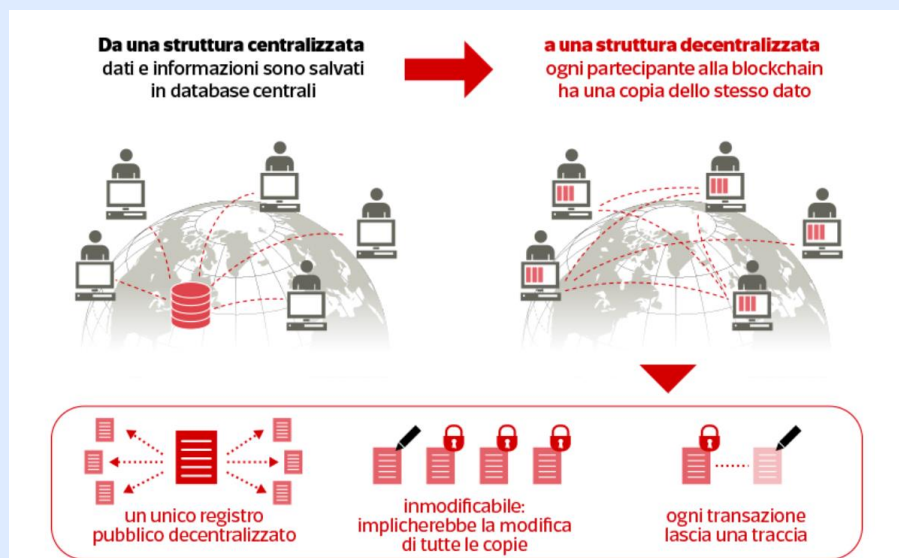 Da una struttura centralizzata
dati e informazioni sono salvati
in database centrali
a una struttura decentralizzata
ogni partecipante alla blockchain
ha una copia dello stesso dato
un unico registro
pubblico decentralizzato
inmodificabile:
implicherebbe la modifica
di tutte le copie
ogni transazione
lascia una traccia